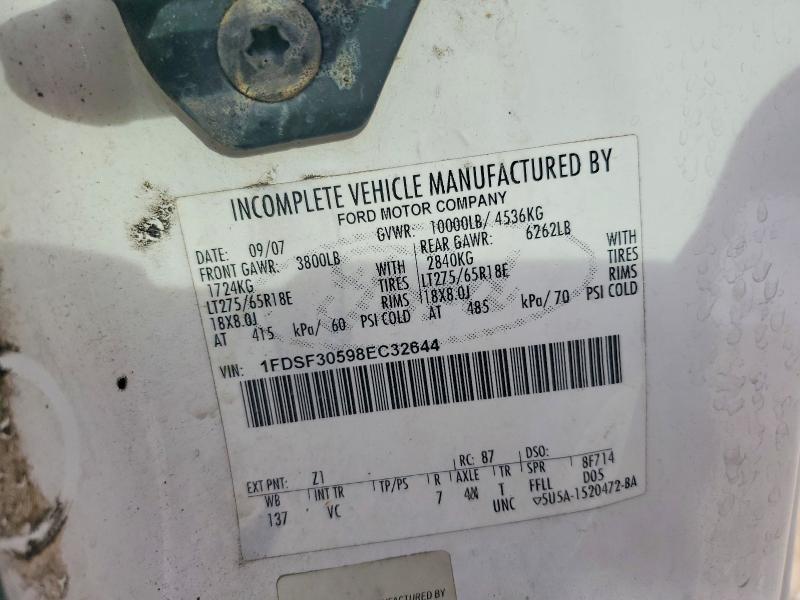 INCOMPLETE VEHICLE MANUFACTURED BY
FORD MOTOR COMPANY
DATE: 09/07 GVWR: 10000LB/ 4536KG
FRONT GAWR: 3800LB REAR GAWR: 6262LB
1724KG WITH 2840KG WITH
LT275/65R18E TIRES LT275/65R18E TIRES
18X8.0J RIMS 18X8.0J RIMS
AT 415 kPa/ 60 PSI COLD AT 485 kPa/ 70 PSI COLD
VIN: 1FDSF30598EC32644
EXT PNT: Z1 RC: 87 DSO:
WB INT TR TP/PS R AXLE TR SPR 8F714
137 VC 7 T FFLL D05
UNC ▽5U5A-1520472-BA
MANUFACTURED BY